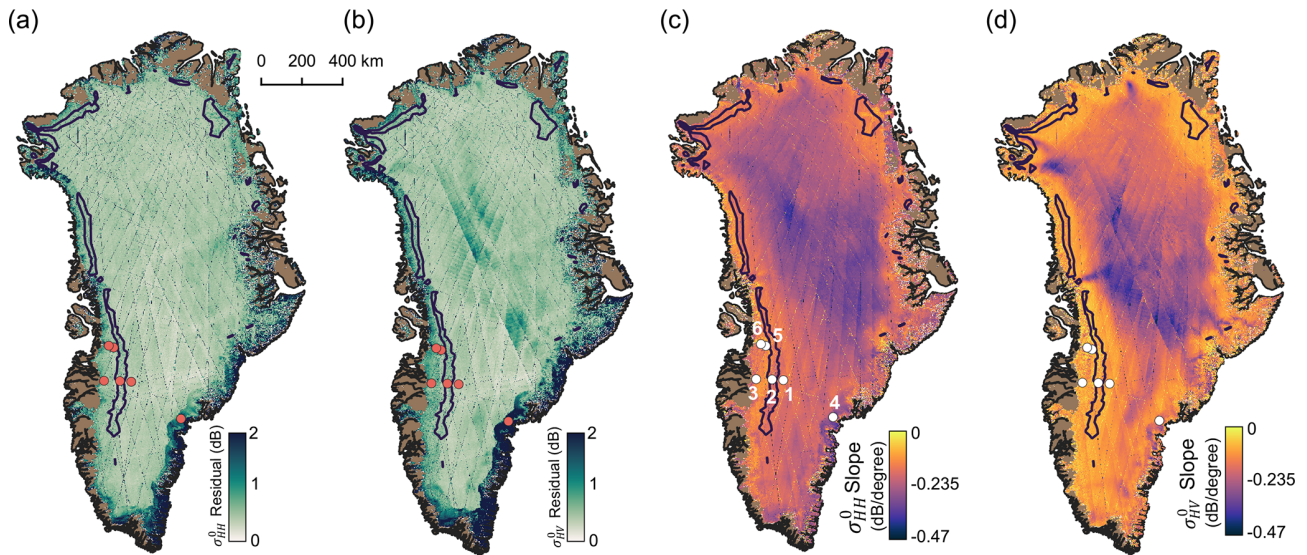 (a)
(b)
(c)
(d)
0 200 400 km
6
5
3
2
1
4
σ⁰HH Residual (dB)
2
1
0
σ⁰HV Residual (dB)
2
1
0
σ⁰HH Slope
(dB/degree)
0
-0.235
-0.47
σ⁰HV Slope
(dB/degree)
0
-0.235
-0.47